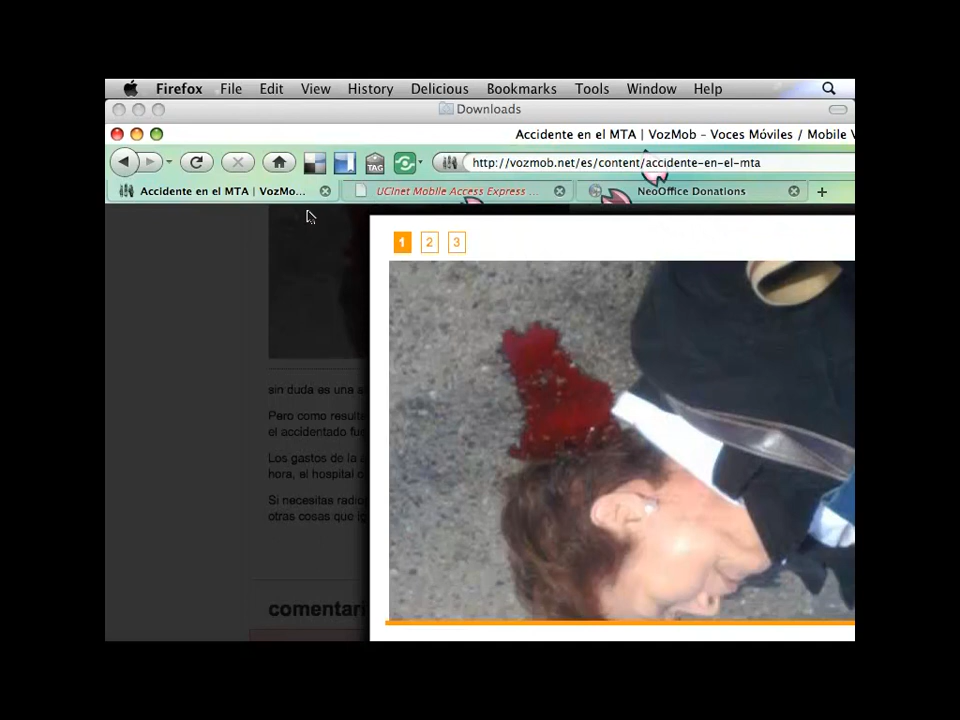 Firefox File Edit View History Delicious Bookmarks Tools Window Help
Downloads
Accidente en el MTA | VozMob - Voces Móviles / Mobile V
TAG http://vozmob.net/es/content/accidente-en-el-mta
Accidente en el MTA | VozMo... UCInet Mobile Access Express ... NeoOffice Donations
1 2 3
sin duda es una
Pero como result
el accidentado fu
Los gastos de la
hora, el hospital
Si necesitas radio
otras cosas que
comentari